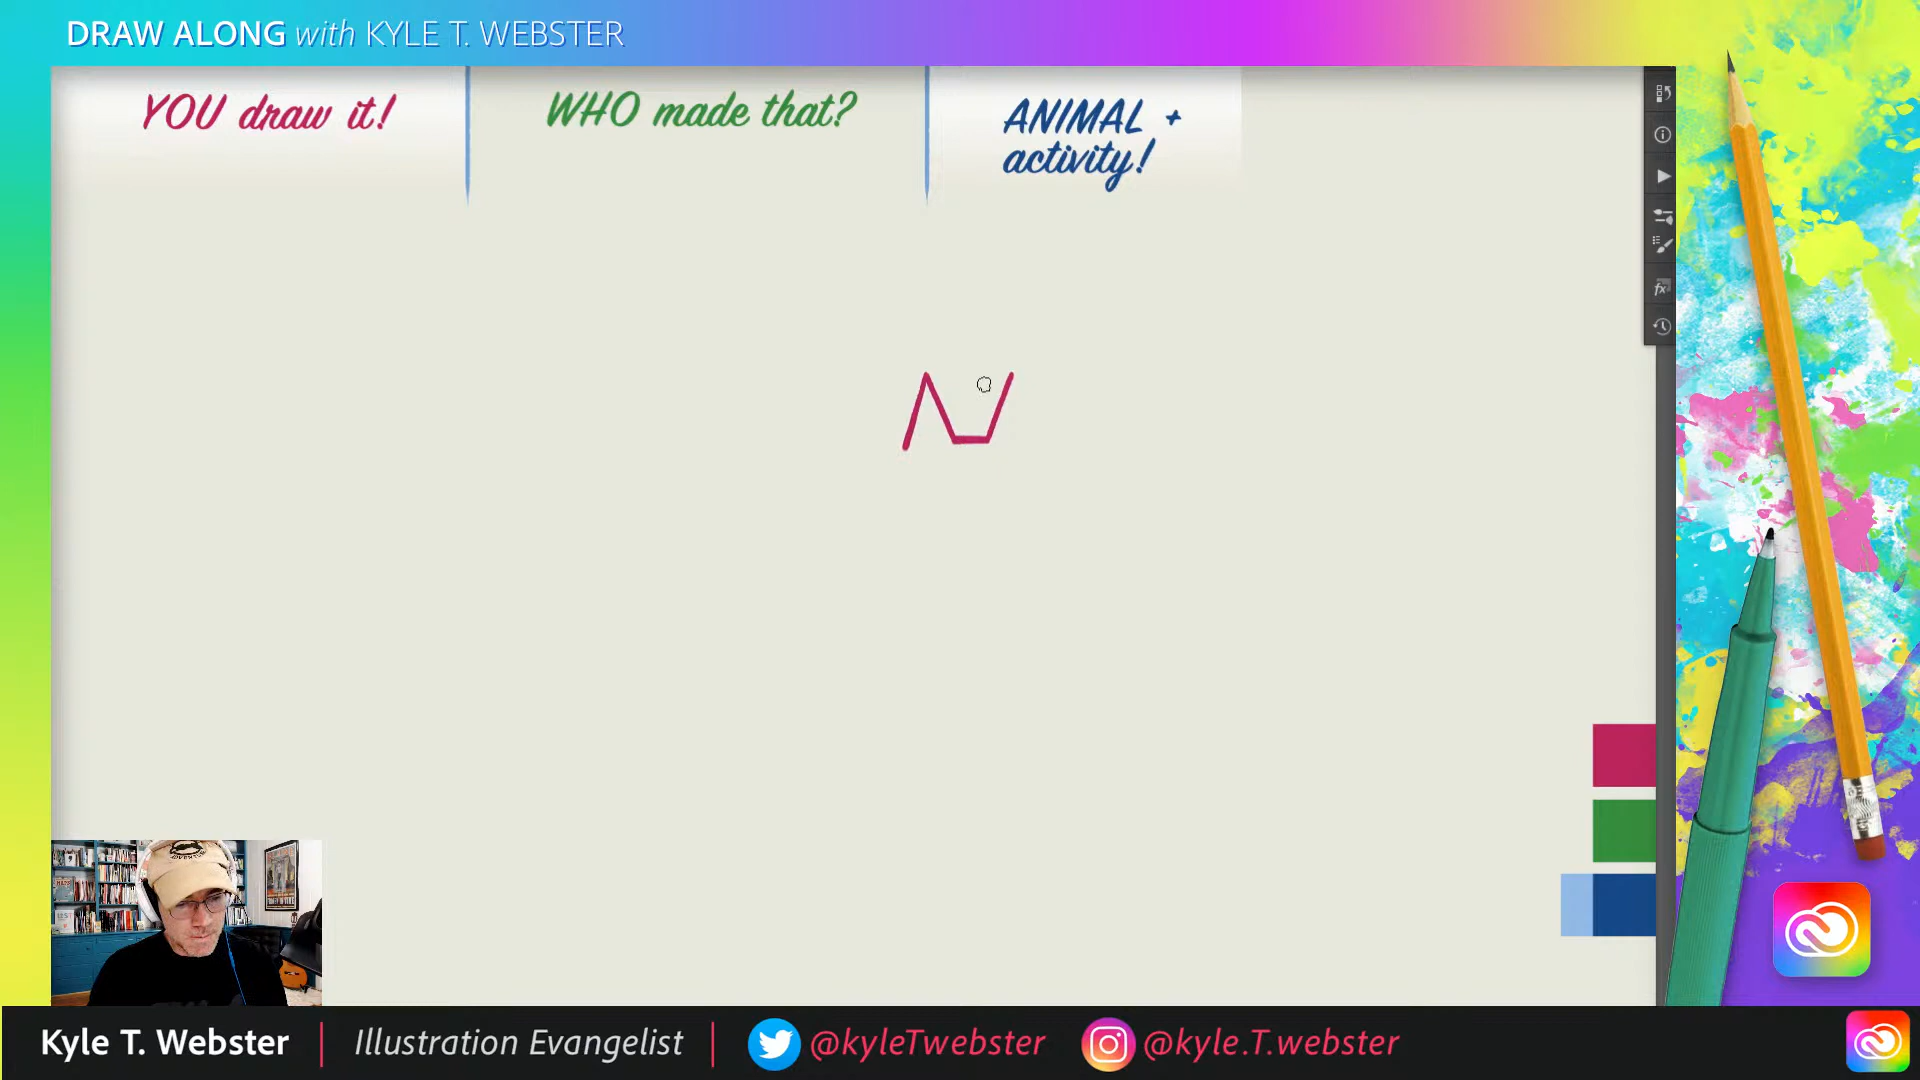 DRAW ALONG with KYLE T. WEBSTER
YOU draw it!
WHO made that?
ANIMAL +
activity!
fx
Kyle T. Webster | Illustration Evangelist | @kyleTwebster @kyle.T.webster